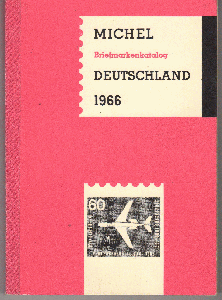 MICHEL
Briefmarkenkatalog
DEUTSCHLAND
1966
60